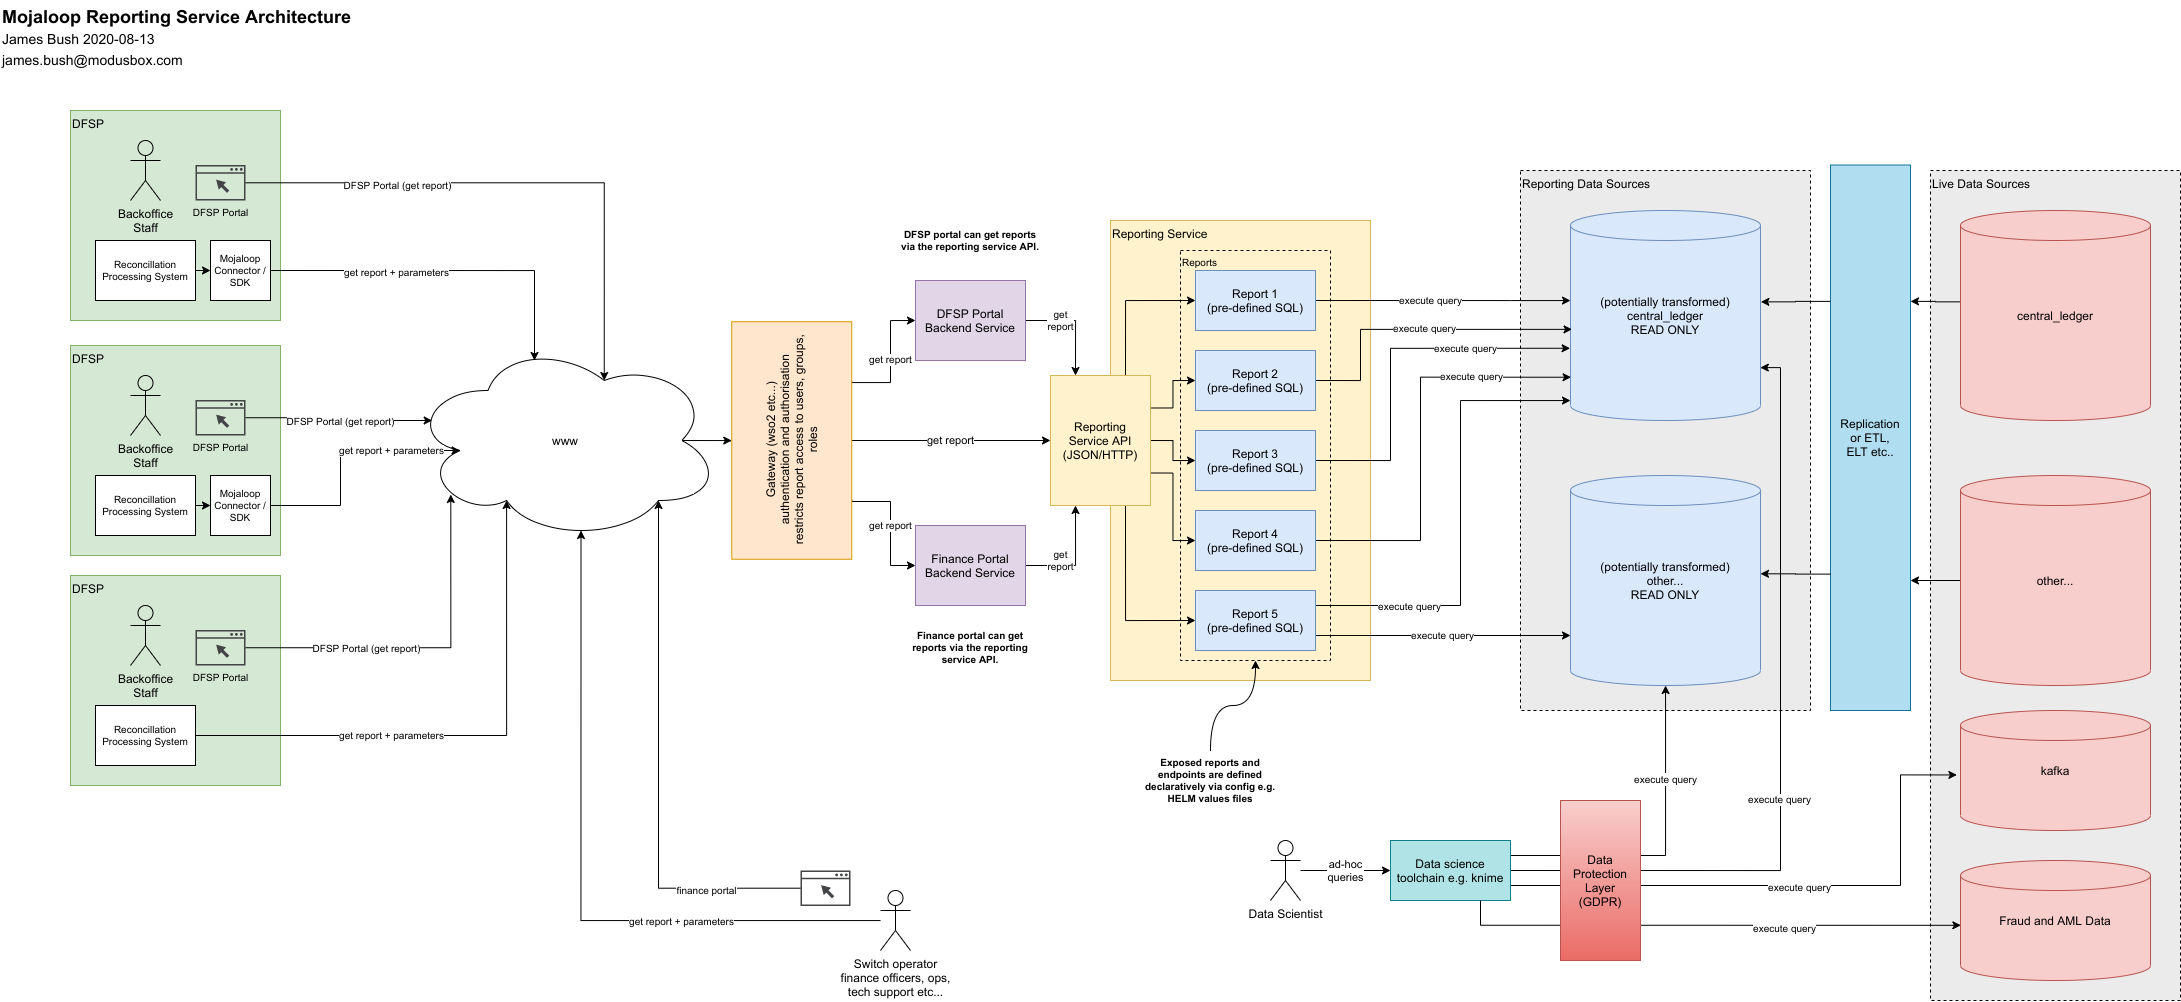 Mojaloop Reporting Service Architecture
James Bush 2020-08-13
james.bush@modusbox.com
DFSP
Backoffice
Staff
DFSP Portal
Reconcillation
Processing System
Mojaloop
Connector /
SDK
DFSP Portal (get report)
get report + parameters
DFSP
Backoffice
Staff
DFSP Portal
Reconcillation
Processing System
Mojaloop
Connector /
SDK
DFSP Portal (get report)
get report + parameters
DFSP
Backoffice
Staff
DFSP Portal
Reconcillation
Processing System
DFSP Portal (get report)
get report + parameters
www
finance portal
get report + parameters
Switch operator
finance officers, ops,
tech support etc...
Gateway (wso2 etc...)
authentication and authorisation
restricts report access to users, groups,
roles
get report
get report
get report
DFSP portal can get reports
via the reporting service API.
DFSP Portal
Backend Service
get
report
Finance Portal
Backend Service
get
report
Finance portal can get
reports via the reporting
service API.
Reporting Service
Reporting
Service API
(JSON/HTTP)
Reports
Report 1
(pre-defined SQL)
Report 2
(pre-defined SQL)
Report 3
(pre-defined SQL)
Report 4
(pre-defined SQL)
Report 5
(pre-defined SQL)
execute query
execute query
execute query
execute query
execute query
execute query
Exposed reports and
endpoints are defined
declaratively via config e.g.
HELM values files
Reporting Data Sources
(potentially transformed)
central_ledger
READ ONLY
(potentially transformed)
other...
READ ONLY
Replication
or ETL,
ELT etc..
Live Data Sources
central_ledger
other...
kafka
Fraud and AML Data
Data Scientist
ad-hoc
queries
Data science
toolchain e.g. knime
Data
Protection
Layer
(GDPR)
execute query
execute query
execute query
execute query